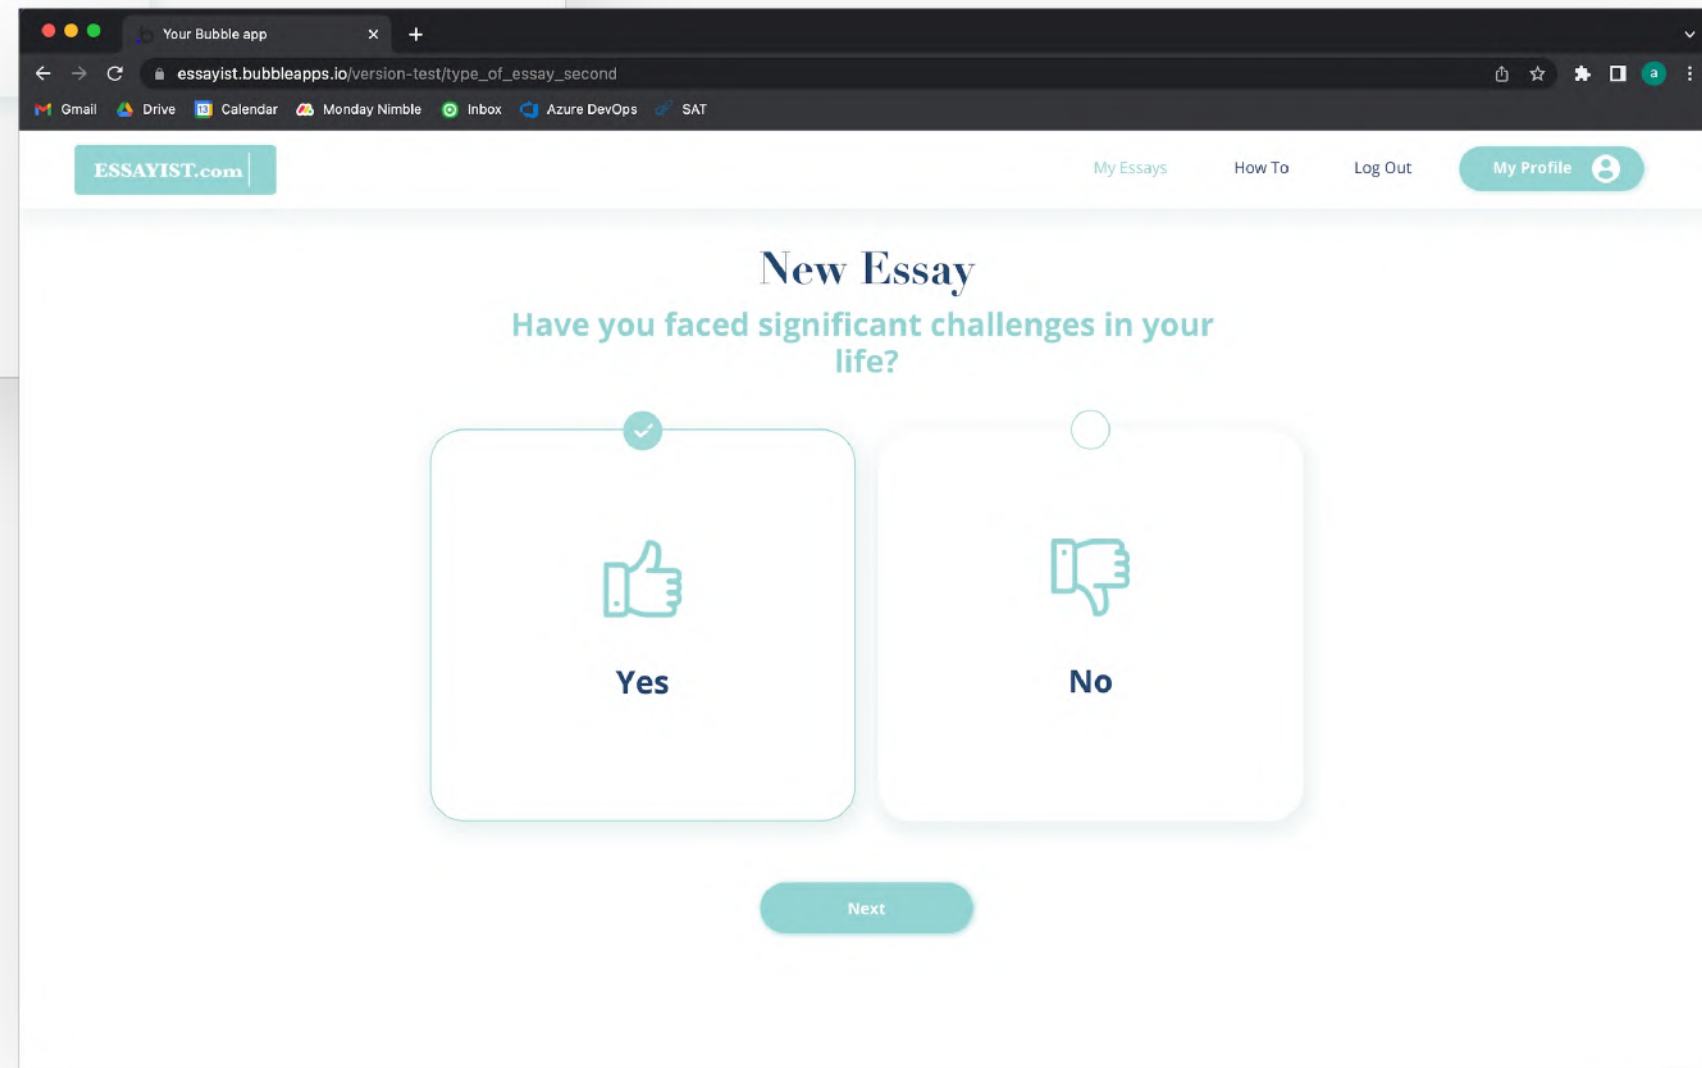 Your Bubble app
essayist.bubbleapps.io/version-test/type_of_essay_second
a
Gmail Drive 13 Calendar Monday Nimble Inbox Azure DevOps SAT
ESSAYIST.com My Essays How To Log Out My Profile
New Essay
Have you faced significant challenges in your
life?
Yes No
Next